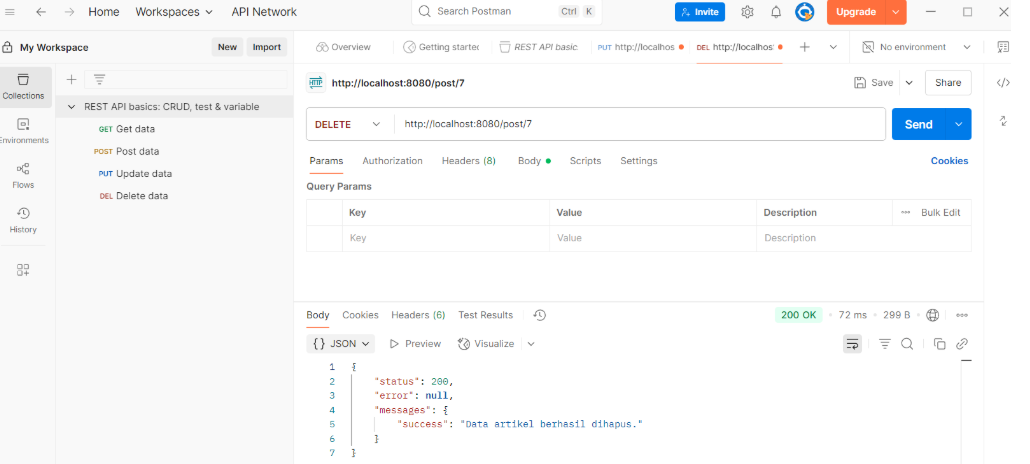 Home Workspaces API Network Search Postman Ctrl K Invite Upgrade
My Workspace New Import Overview Getting startec REST API basic PUT http://localhos DEL http://localhos No environment
Collections
Environments
Flows
History
REST API basics: CRUD, test & variable
GET Get data
POST Post data
PUT Update data
DEL Delete data
HTTP http://localhost:8080/post/7 Save Share
DELETE http://localhost:8080/post/7 Send
Params Authorization Headers (8) Body Scripts Settings Cookies
Query Params
Key Value Description Bulk Edit
Key Value Description
Body Cookies Headers (6) Test Results 200 OK 72 ms 299 B
{} JSON Preview Visualize
1 {
2 "status": 200,
3 "error": null,
4 "messages": {
5 "success": "Data artikel berhasil dihapus."
6 }
7 }